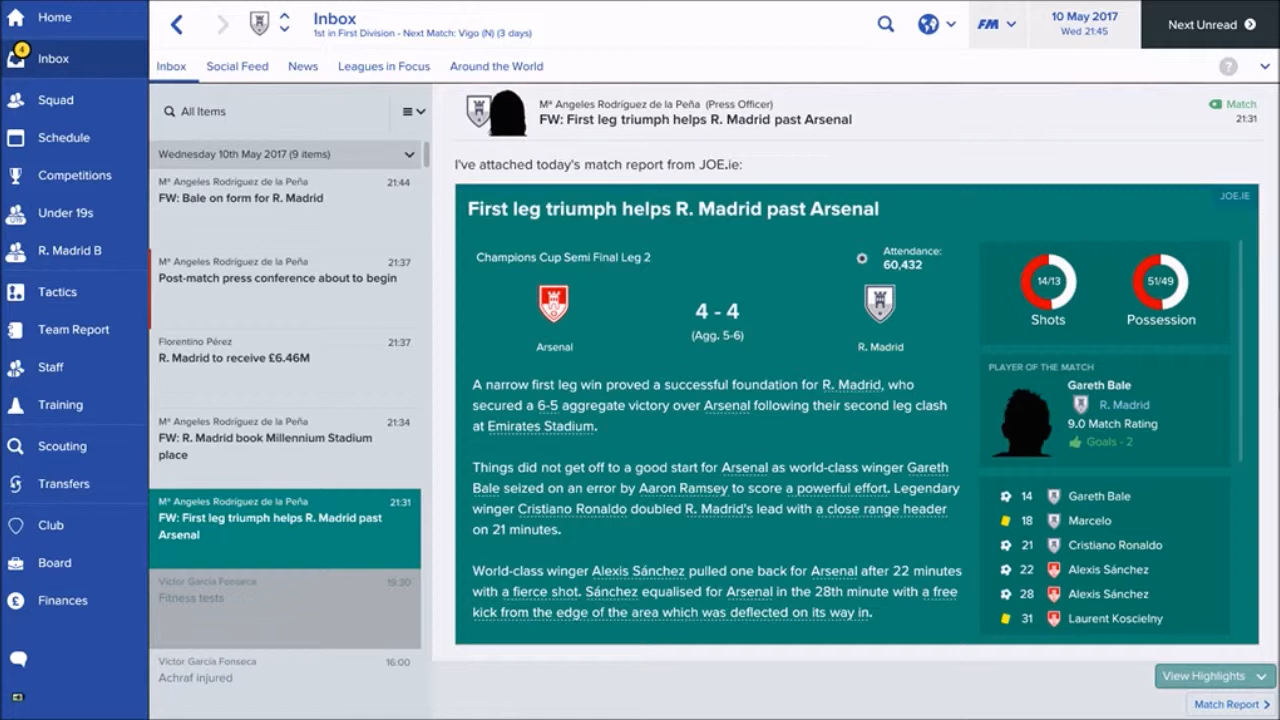 Home
Inbox
4
Squad
Schedule
Competitions
Under 19s
R. Madrid B
Tactics
Team Report
Staff
Training
Scouting
Transfers
Club
Board
Finances
Inbox
1st in First Division - Next Match: Vigo (N) (3 days)
FM
10 May 2017
Wed 21:45
Next Unread
Inbox
Social Feed
News
Leagues in Focus
Around the World
?
All Items
Wednesday 10th May 2017 (9 items)
Mª Angeles Rodríguez de la Peña 21:44
FW: Bale on form for R. Madrid
Mª Angeles Rodríguez de la Peña 21:37
Post-match press conference about to begin
Florentino Pérez 21:37
R. Madrid to receive £6.46M
Mª Angeles Rodríguez de la Peña 21:34
FW: R. Madrid book Millennium Stadium
place
Mª Angeles Rodríguez de la Peña 21:31
FW: First leg triumph helps R. Madrid past
Arsenal
Víctor García Fonseca 19:30
Fitness tests
Víctor García Fonseca 16:00
Achraf injured
Mª Angeles Rodríguez de la Peña (Press Officer)
FW: First leg triumph helps R. Madrid past Arsenal
Match
21:31
I've attached today's match report from JOE.ie:
JOE.IE
First leg triumph helps R. Madrid past Arsenal
Champions Cup Semi Final Leg 2
Attendance:
60,432
4 - 4
(Agg. 5-6)
Arsenal
R. Madrid
A narrow first leg win proved a successful foundation for R. Madrid, who
secured a 6-5 aggregate victory over Arsenal following their second leg clash
at Emirates Stadium.
Things did not get off to a good start for Arsenal as world-class winger Gareth
Bale seized on an error by Aaron Ramsey to score a powerful effort. Legendary
winger Cristiano Ronaldo doubled R. Madrid's lead with a close range header
on 21 minutes.
World-class winger Alexis Sánchez pulled one back for Arsenal after 22 minutes
with a fierce shot. Sánchez equalised for Arsenal in the 28th minute with a free
kick from the edge of the area which was deflected on its way in.
14/13
Shots
51/49
Possession
PLAYER OF THE MATCH
Gareth Bale
R. Madrid
9.0 Match Rating
Goals - 2
14 Gareth Bale
18 Marcelo
21 Cristiano Ronaldo
22 Alexis Sánchez
28 Alexis Sánchez
31 Laurent Koscielny
View Highlights
Match Report